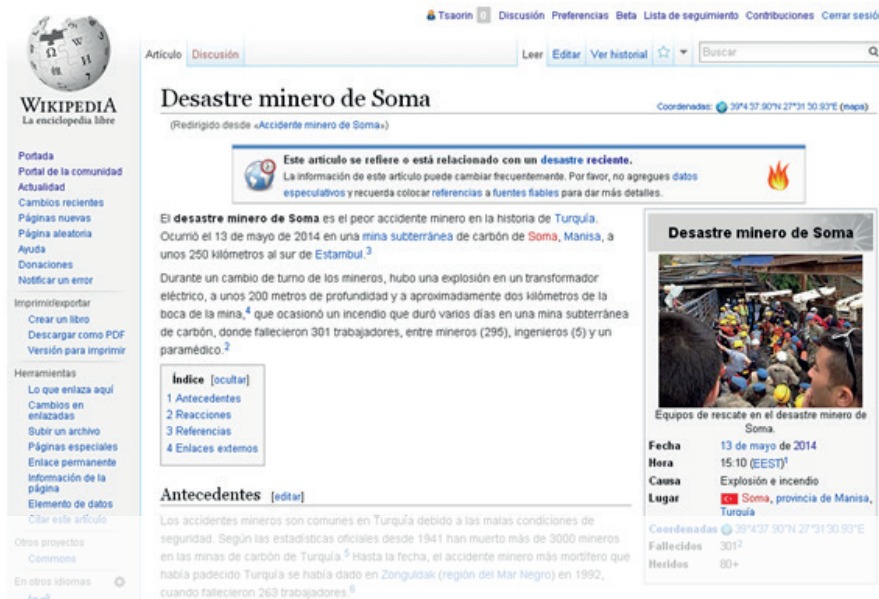 Tsaorin 0 Discusión Preferencias Beta Lista de seguimiento Contribuciones Cerrar sesió
Artículo Discusión
Leer Editar Ver historial Buscar
WIKIPEDIA
La enciclopedia libre
Portada
Portal de la comunidad
Actualidad
Cambios recientes
Páginas nuevas
Página aleatoria
Ayuda
Donaciones
Notificar un error
Imprimir/exportar
Crear un libro
Descargar como PDF
Versión para imprimir
Herramientas
Lo que enlaza aquí
Cambios en
enlazadas
Subir un archivo
Páginas especiales
Enlace permanente
Información de la
página
Elemento de datos
Citar este artículo
Otros proyectos
Commons
En otros idiomas
Desastre minero de Soma
Coordenadas: 39°4′37.90″N 27°31′30.93″E (mapa)
(Redirigido desde «Accidente minero de Soma»)
Este artículo se refiere o está relacionado con un desastre reciente.
La información de este artículo puede cambiar frecuentemente. Por favor, no agregues datos
especulativos y recuerda colocar referencias a fuentes fiables para dar más detalles.
El desastre minero de Soma es el peor accidente minero en la historia de Turquía.
Ocurrió el 13 de mayo de 2014 en una mina subterránea de carbón de Soma, Manisa, a
unos 250 kilómetros al sur de Estambul.3
Durante un cambio de turno de los mineros, hubo una explosión en un transformador
eléctrico, a unos 200 metros de profundidad y a aproximadamente dos kilómetros de la
boca de la mina,4 que ocasionó un incendio que duró varios días en una mina subterránea
de carbón, donde fallecieron 301 trabajadores, entre mineros (295), ingenieros (5) y un
paramédico.2
Índice [ocultar]
1 Antecedentes
2 Reacciones
3 Referencias
4 Enlaces externos
Antecedentes [editar]
Los accidentes mineros son comunes en Turquía debido a las malas condiciones de
seguridad. Según las estadísticas oficiales desde 1941 han muerto más de 3000 mineros
en las minas de carbón de Turquía.5 Hasta la fecha, el accidente minero más mortífero que
había padecido Turquía se había dado en Zonguldak (región del Mar Negro) en 1992,
cuando fallecieron 263 trabajadores.6
Desastre minero de Soma
Equipos de rescate en el desastre minero de
Soma.
Fecha 13 de mayo de 2014
Hora 15:10 (EEST)1
Causa Explosión e incendio
Lugar Soma, provincia de Manisa,
Turquía
Coordenadas 39°4′37.90″N 27°31′30.93″E
Fallecidos 3012
Heridos 80+